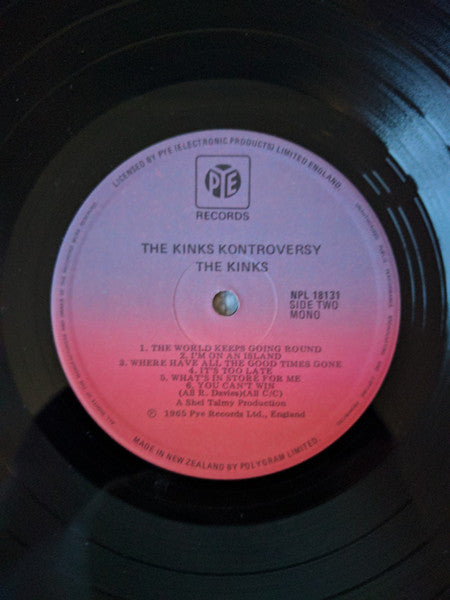 LICENSED BY PYE (ELECTRONIC PRODUCTS) LIMITED ENGLAND.
PYE
RECORDS
THE KINKS KONTROVERSY
THE KINKS
NPL 18131
SIDE TWO
MONO
1. THE WORLD KEEPS GOING ROUND
2. I'M ON AN ISLAND
3. WHERE HAVE ALL THE GOOD TIMES GONE
4. IT'S TOO LATE
5. WHAT'S IN STORE FOR ME
6. YOU CAN'T WIN
(All R. Davies)(All C/C)
A Shel Talmy Production
℗ 1965 Pye Records Ltd., England
MADE IN NEW ZEALAND BY POLYGRAM LIMITED.